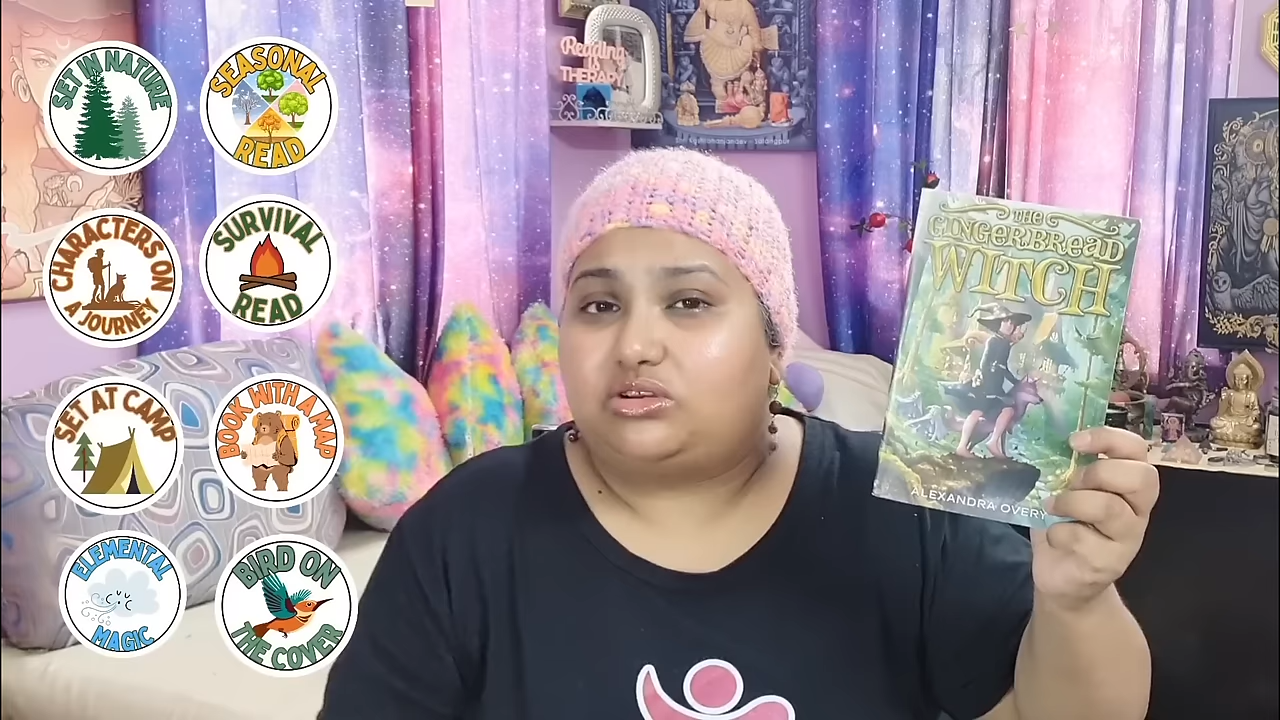 SET IN NATURE
SEASONAL
READ
CHARACTERS ON
A JOURNEY
SURVIVAL
READ
SET AT CAMP
BOOK WITH A MAP
ELEMENTAL
MAGIC
BIRD ON
THE COVER
Reading
is
THERAPY
THE
GINGERBREAD
WITCH
ALEXANDRA OVERY